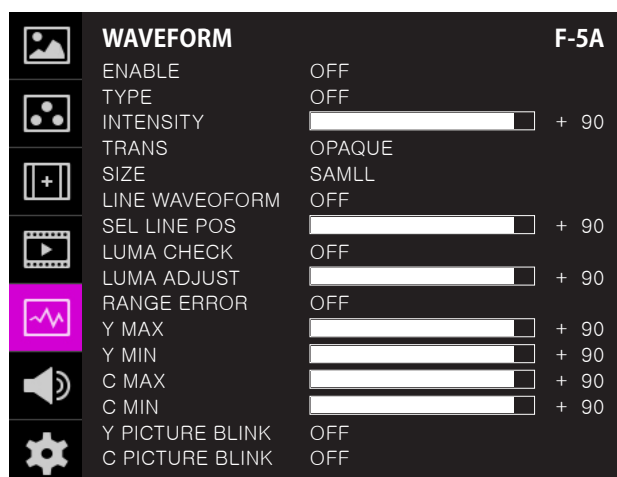 WAVEFORM F-5A
ENABLE OFF
TYPE OFF
INTENSITY + 90
TRANS OPAQUE
SIZE SAMLL
LINE WAVEOFORM OFF
SEL LINE POS + 90
LUMA CHECK OFF
LUMA ADJUST + 90
RANGE ERROR OFF
Y MAX + 90
Y MIN + 90
C MAX + 90
C MIN + 90
Y PICTURE BLINK OFF
C PICTURE BLINK OFF